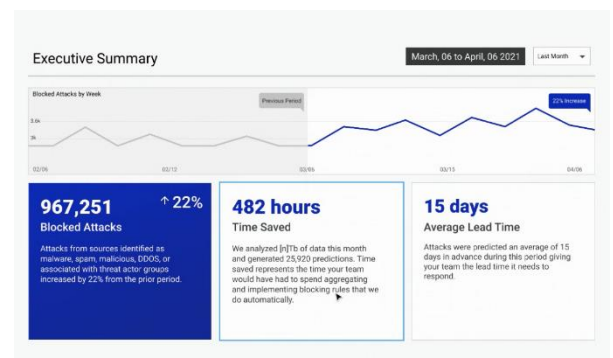 Executive Summary
March, 06 to April, 06 2021
Last Month
Blocked Attacks by Week
Previous Period
22% Increase
3k
02/06
03/06
03/15
04/06
967,251
↑ 22%
Blocked Attacks
Attacks from sources identified as
malware, spam, malicious, DDOS, or
associated with threat actor groups
increased by 22% from the prior period.
482 hours
Time Saved
We analyzed [n]Tb of data this month
and generated 25,920 predictions. Time
saved represents the time your team
would have had to spend aggregating
and implementing blocking rules that we
do automatically.
15 days
Average Lead Time
Attacks were predicted an average of 15
days in advance during this period giving
your team the lead time it needs to
respond.